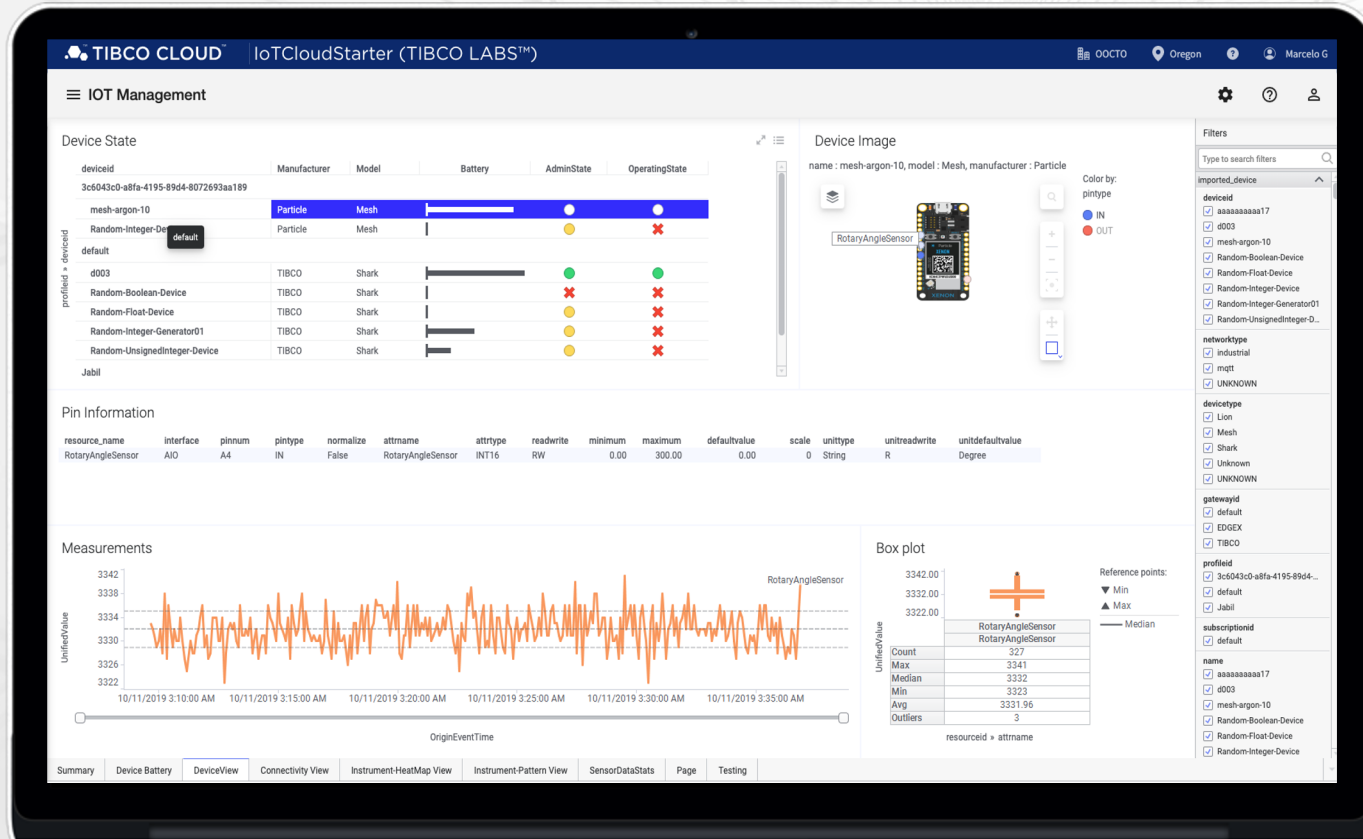 TIBCO CLOUD™ IoTCloudStarter (TIBCO LABS™) OOCTO Oregon ? Marcelo G
IOT Management
Device State
deviceid Manufacturer Model Battery AdminState OperatingState
3c6043c0-a8fa-4195-89d4-8072693aa189
mesh-argon-10 Particle Mesh
Random-Integer-De Particle Mesh
default
default
d003 TIBCO Shark
Random-Boolean-Device TIBCO Shark
Random-Float-Device TIBCO Shark
Random-Integer-Generator01 TIBCO Shark
Random-UnsignedInteger-Device TIBCO Shark
Jabil
profileid » deviceid
Device Image
name : mesh-argon-10, model : Mesh, manufacturer : Particle
Color by:
pintype
IN
OUT
RotaryAngleSensor
Particle
XENON
Pin Information
resource_name interface pinnum pintype normalize attrname attrtype readwrite minimum maximum defaultvalue scale unittype unitreadwrite unitdefaultvalue
RotaryAngleSensor AIO A4 IN False RotaryAngleSensor INT16 RW 0.00 300.00 0.00 0 String R Degree
Measurements
RotaryAngleSensor
3342
3338
3334
3330
3326
3322
UnifiedValue
10/11/2019 3:10:00 AM 10/11/2019 3:15:00 AM 10/11/2019 3:20:00 AM 10/11/2019 3:25:00 AM 10/11/2019 3:30:00 AM 10/11/2019 3:35:00 AM
OriginEventTime
Box plot
3342.00
3332.00
3322.00
UnifiedValue
RotaryAngleSensor
RotaryAngleSensor
Count 327
Max 3341
Median 3332
Min 3323
Avg 3331.96
Outliers 3
resourceid » attrname
Reference points:
Min
Max
Median
Filters
Type to search filters
imported_device
deviceid
aaaaaaaaaa17
d003
mesh-argon-10
Random-Boolean-Device
Random-Float-Device
Random-Integer-Device
Random-Integer-Generator01
Random-UnsignedInteger-D...
networktype
industrial
mqtt
UNKNOWN
devicetype
Lion
Mesh
Shark
Unknown
UNKNOWN
gatewayid
default
EDGEX
TIBCO
profileid
3c6043c0-a8fa-4195-89d4-...
default
Jabil
subscriptionid
default
name
aaaaaaaaaa17
d003
mesh-argon-10
Random-Boolean-Device
Random-Float-Device
Random-Integer-Device
Summary Device Battery DeviceView Connectivity View Instrument-HeatMap View Instrument-Pattern View SensorDataStats Page Testing